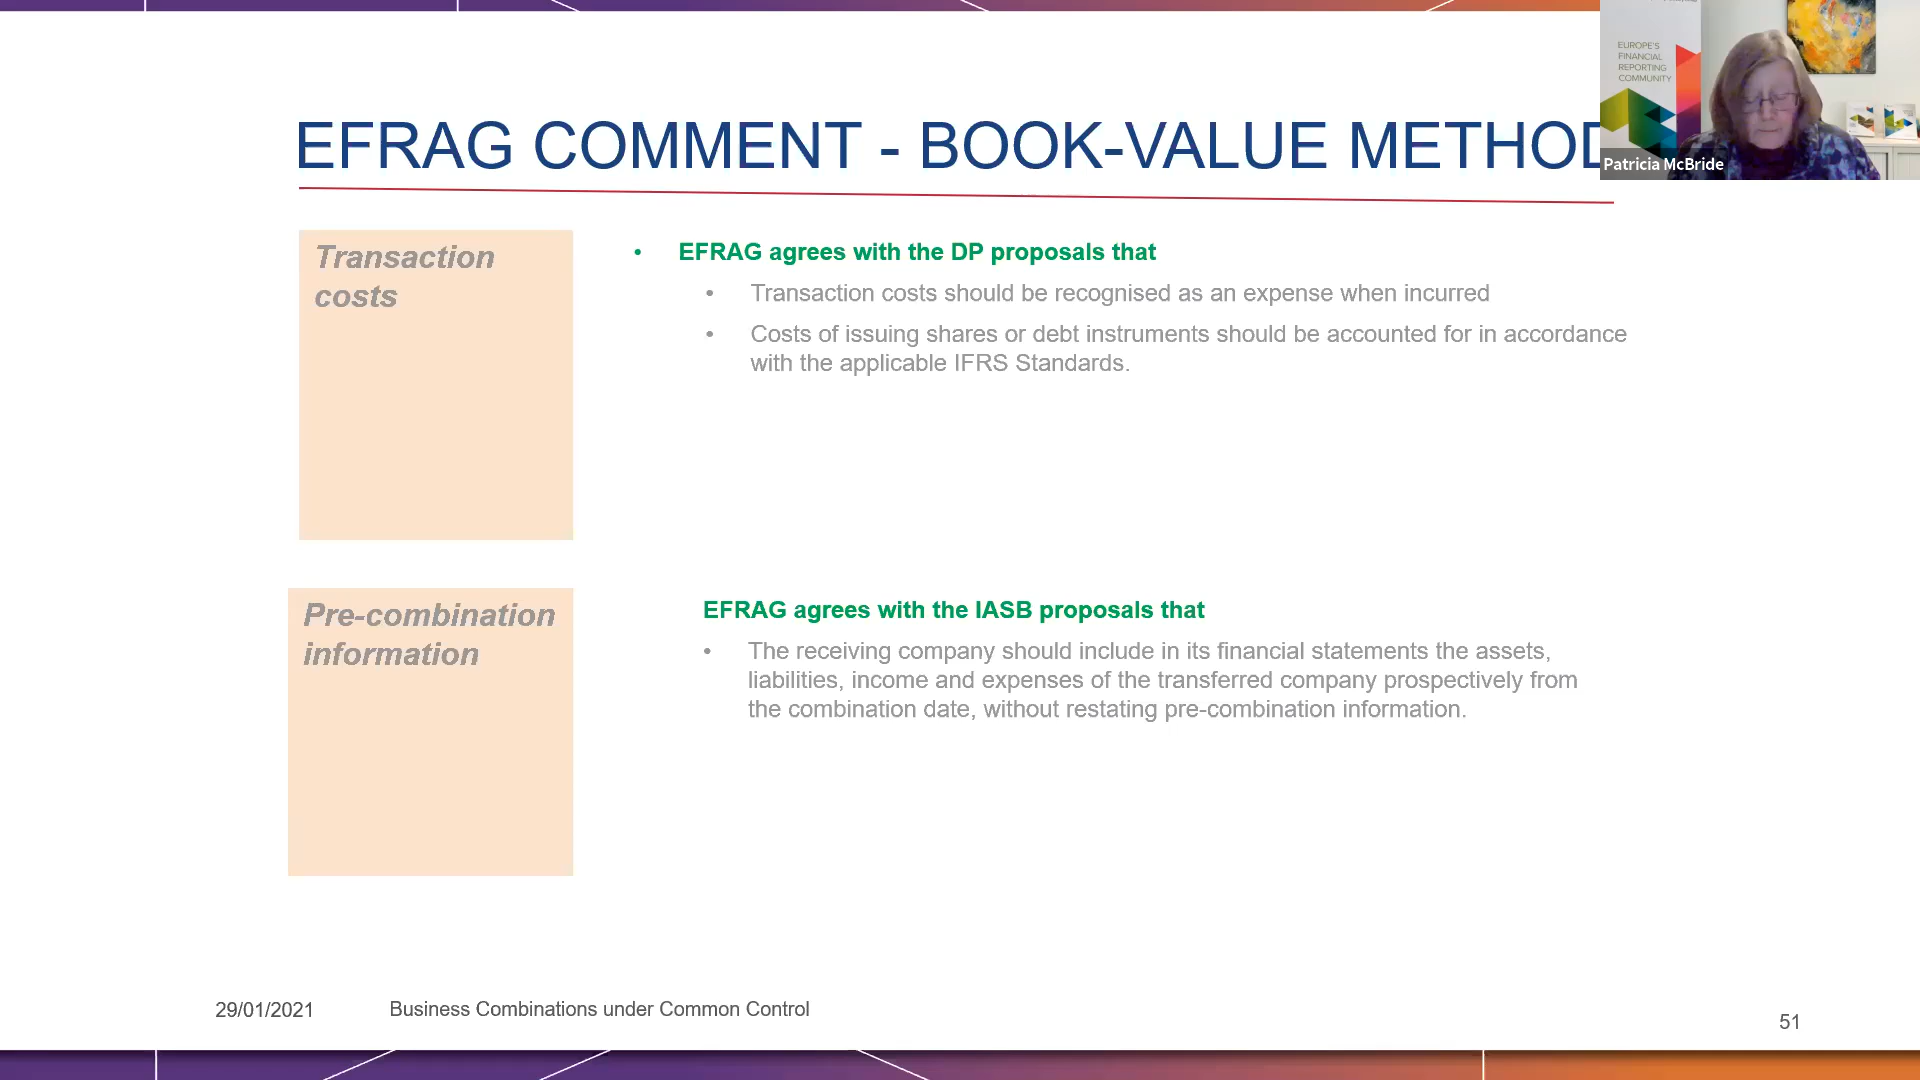 EUROPE'S
FINANCIAL
REPORTING
COMMUNITY
Patricia McBride
EFRAG COMMENT - BOOK-VALUE METHOD
Transaction
costs
• EFRAG agrees with the DP proposals that
• Transaction costs should be recognised as an expense when incurred
• Costs of issuing shares or debt instruments should be accounted for in accordance
with the applicable IFRS Standards.
Pre-combination
information
EFRAG agrees with the IASB proposals that
• The receiving company should include in its financial statements the assets,
liabilities, income and expenses of the transferred company prospectively from
the combination date, without restating pre-combination information.
29/01/2021
Business Combinations under Common Control
51